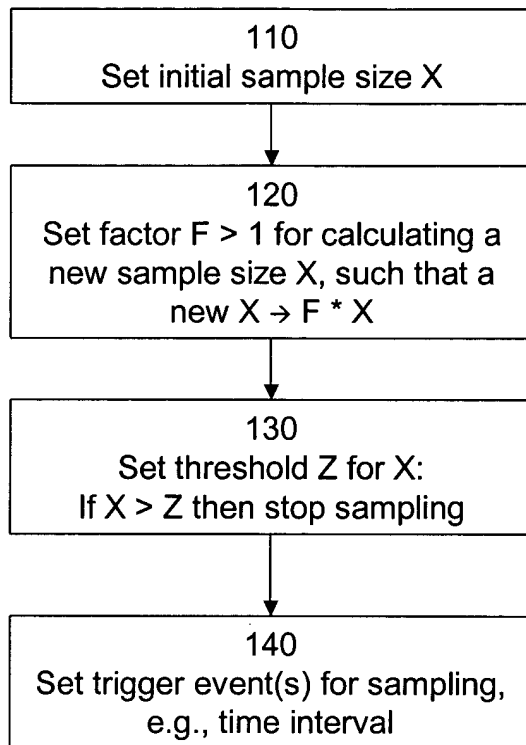 110
Set initial sample size X
120
Set factor F > 1 for calculating a
new sample size X, such that a
new X → F * X
130
Set threshold Z for X:
If X > Z then stop sampling
140
Set trigger event(s) for sampling,
e.g., time interval